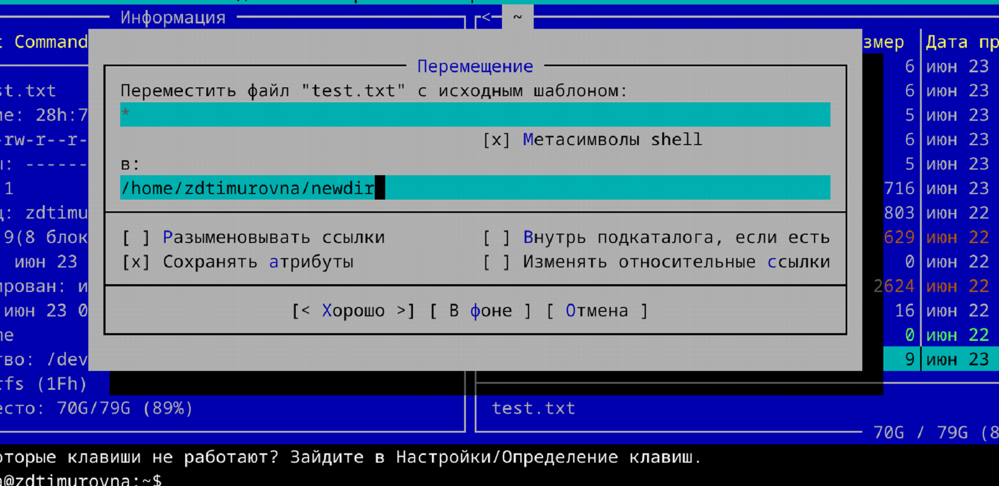 Информация
< ~
Command
змер Дата
Перемещение
6 июн 23
Переместить файл "test.txt" с исходным шаблоном:
st.txt
6 июн 23
*
28h:7
5 июн 23
-rw-r--r-
[x] Метасимволы shell
6 июн 23
------
в:
5 июн 23
1
/home/zdtimurovna/newdir
716 июн 23
zdtimu
803 июн 22
9(8 блок
[ ] Разыменовывать ссылки
[ ] Внутрь подкаталога, если есть
629 июн 22
июн 23
[x] Сохранять атрибуты
[ ] Изменять относительные ссылки
0 июн 22
ирован: и
2624 июн 22
июн 23 0
[< Хорошо >] [ В фоне ] [ Отмена ]
16 июн 22
0 июн 22
тво: /dev
9 июн 23
rfs (1Fh)
есто: 70G/79G (89%)
test.txt
70G / 79G (8
оторые клавиши не работают? Зайдите в Настройки/Определение клавиш.
a@zdtimurovna:~$